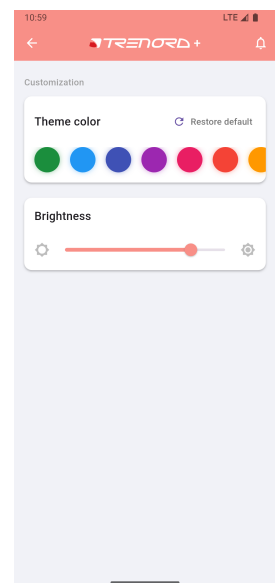 10:59
LTE
TRENORD +
Customization
Theme color
Restore default
Brightness